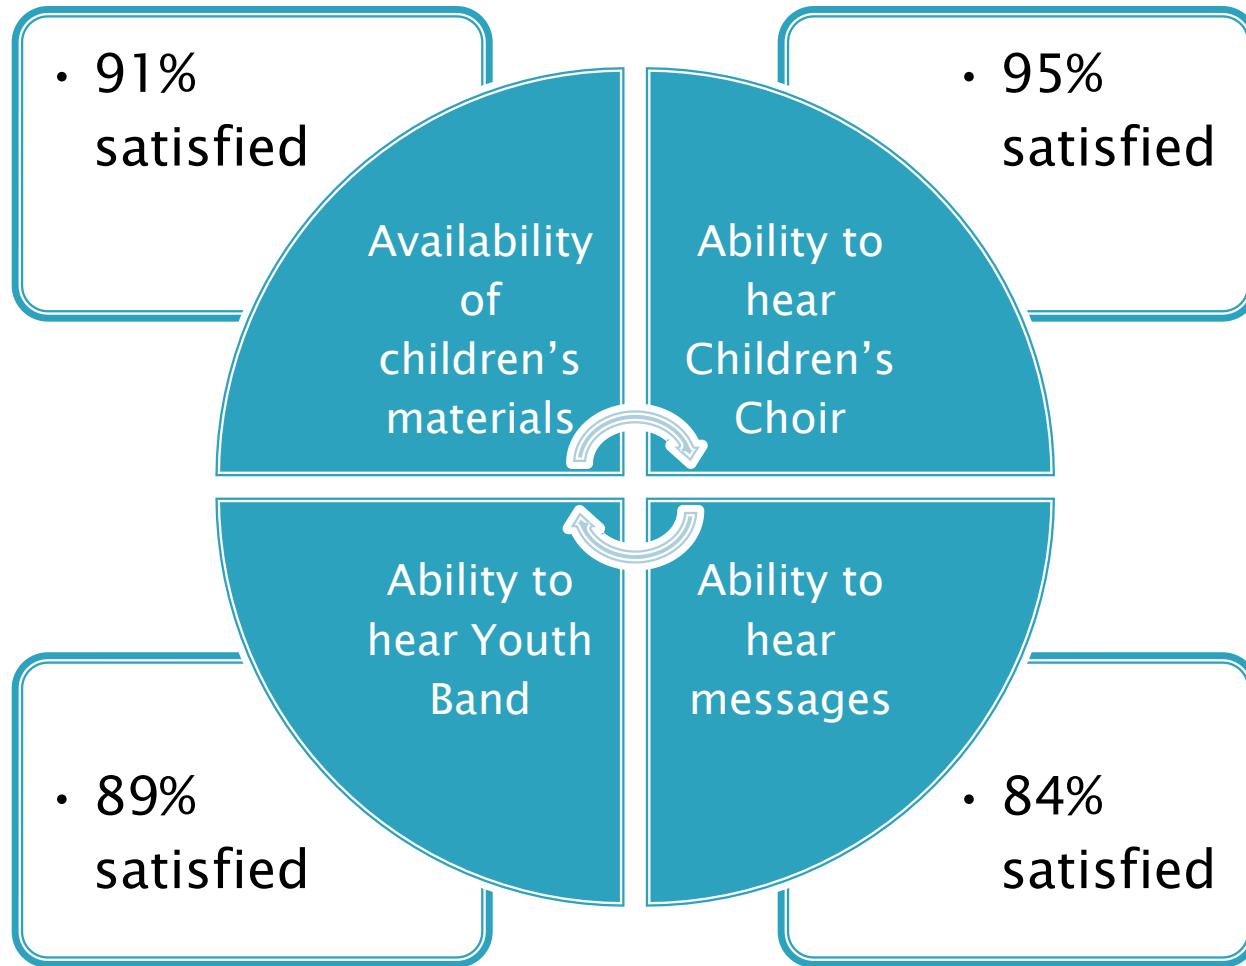 • 91%
satisfied
Availability
of
children’s
materials
Ability to
hear
Children’s
Choir
• 95%
satisfied
Ability to
hear Youth
Band
• 89%
satisfied
Ability to
hear
messages
• 84%
satisfied